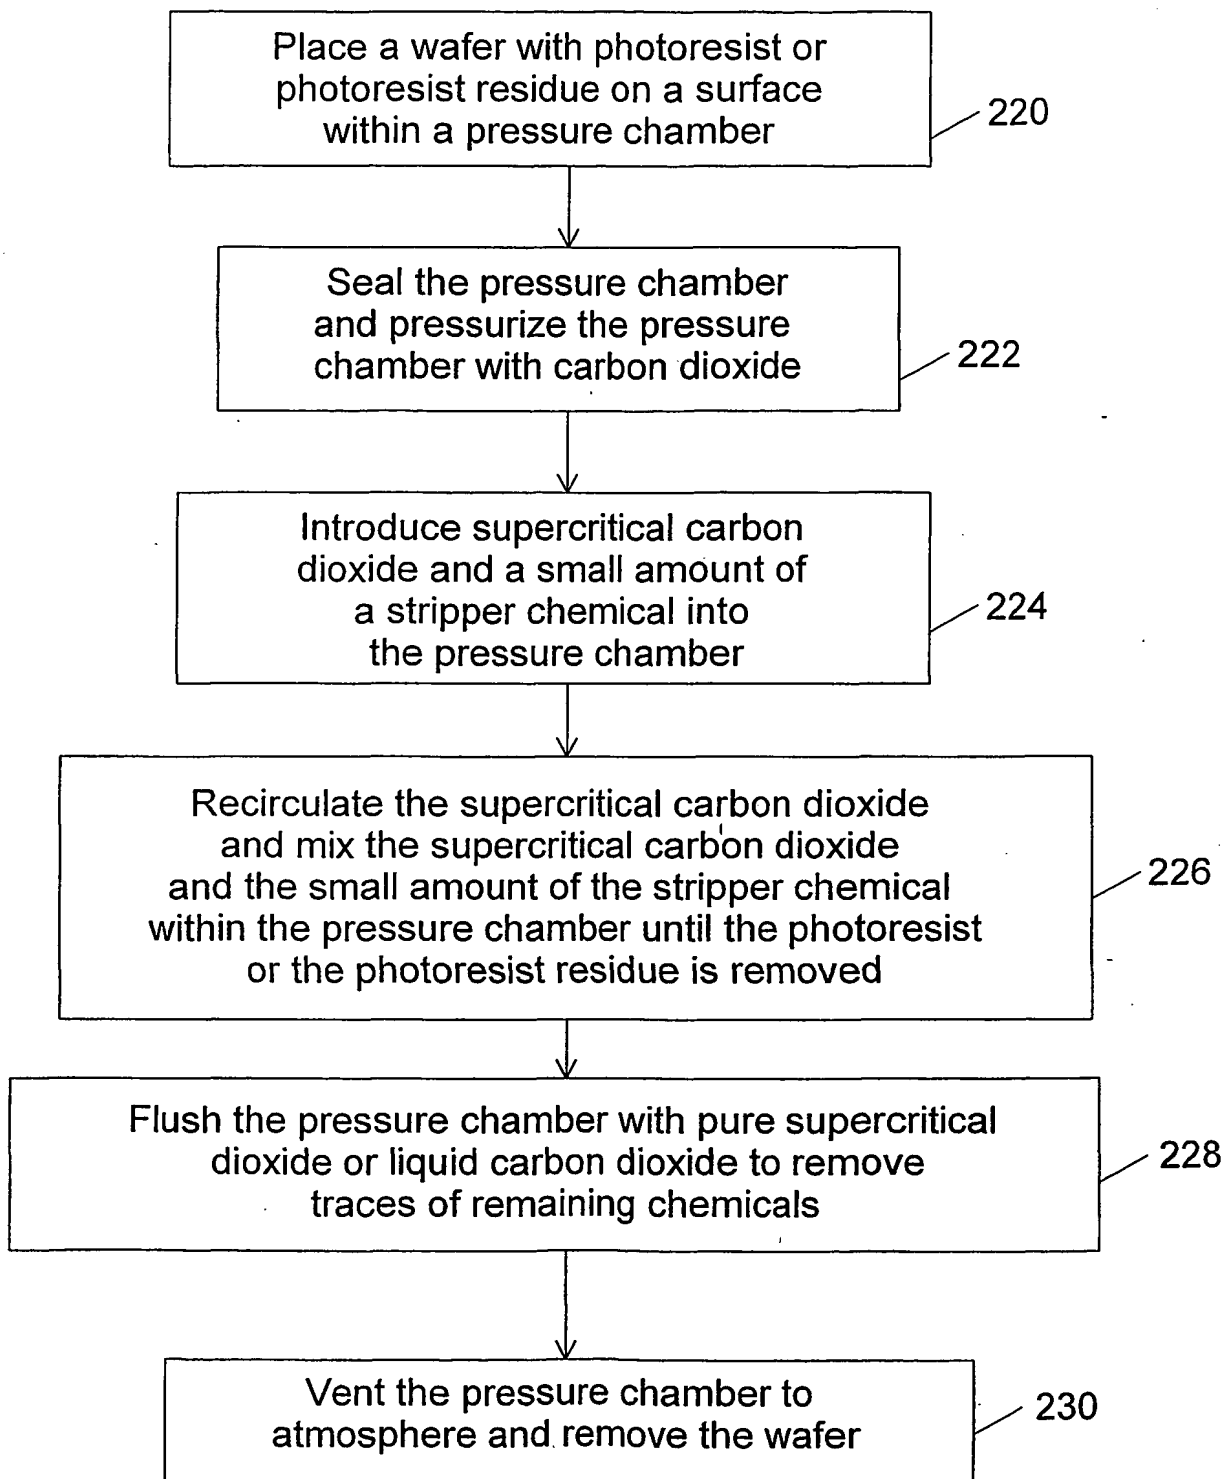 Place a wafer with photoresist or
photoresist residue on a surface
within a pressure chamber
220
Seal the pressure chamber
and pressurize the pressure
chamber with carbon dioxide
222
Introduce supercritical carbon
dioxide and a small amount of
a stripper chemical into
the pressure chamber
224
Recirculate the supercritical carbon dioxide
and mix the supercritical carbon dioxide
and the small amount of the stripper chemical
within the pressure chamber until the photoresist
or the photoresist residue is removed
226
Flush the pressure chamber with pure supercritical
dioxide or liquid carbon dioxide to remove
traces of remaining chemicals
228
Vent the pressure chamber to
atmosphere and remove the wafer
230